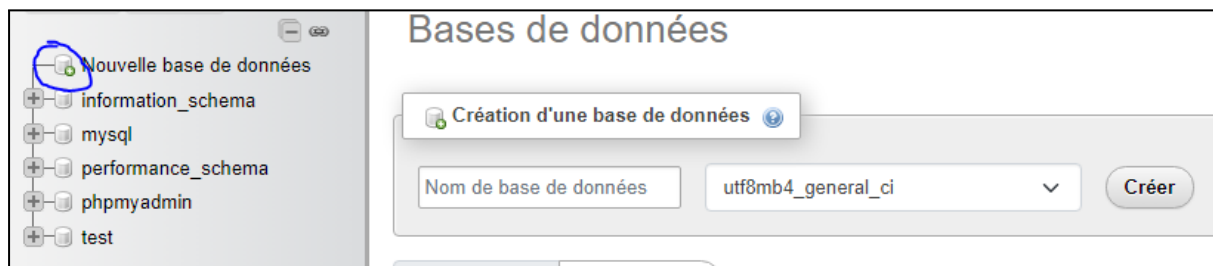 Nouvelle base de données
information_schema
mysql
performance_schema
phpmyadmin
test
Bases de données
Création d'une base de données
Nom de base de données utf8mb4_general_ci Créer